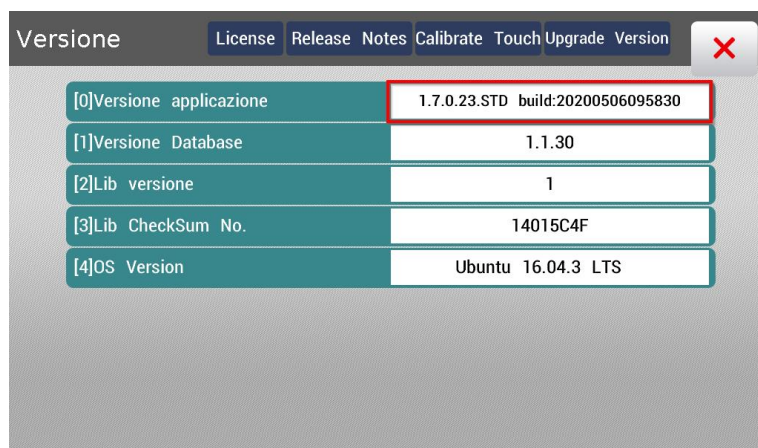 Versione License Release Notes Calibrate Touch Upgrade Version
[0]Versione applicazione 1.7.0.23.STD build:20200506095830
[1]Versione Database 1.1.30
[2]Lib versione 1
[3]Lib CheckSum No. 14015C4F
[4]OS Version Ubuntu 16.04.3 LTS